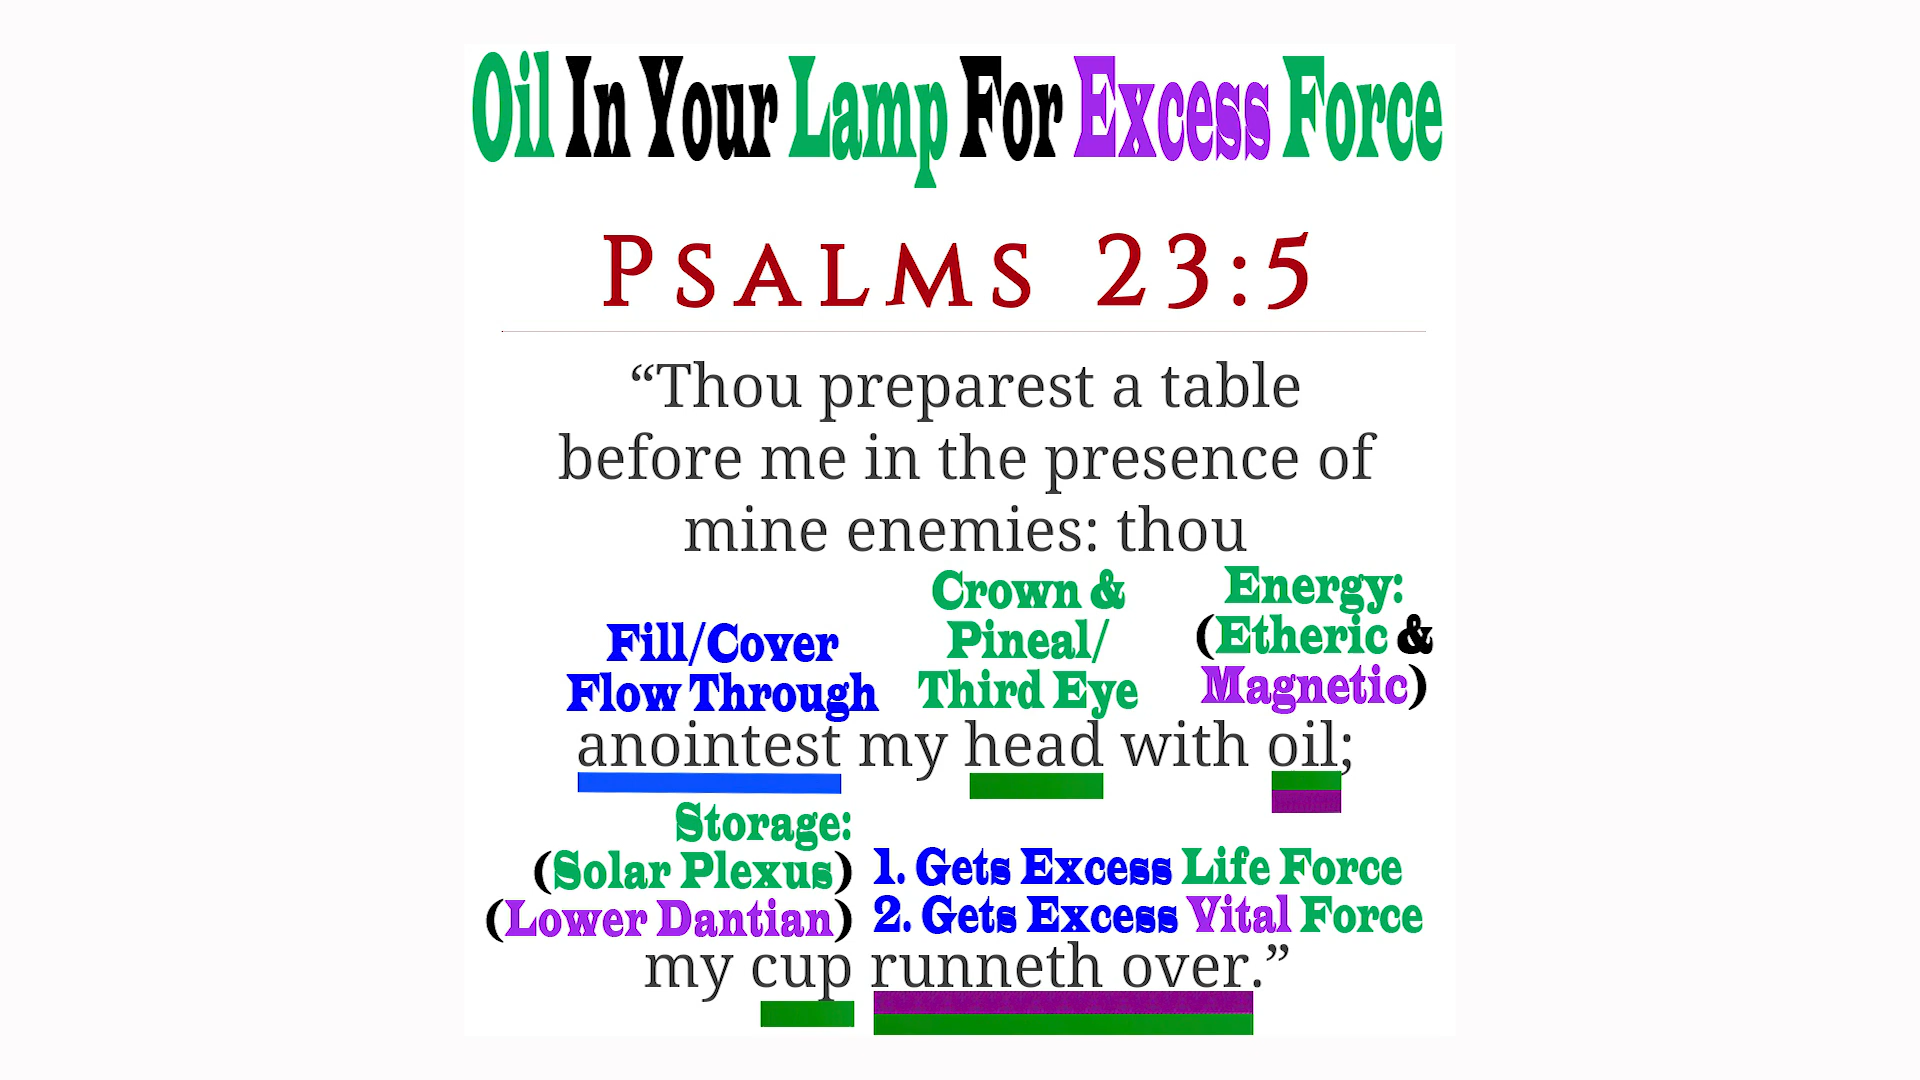 Oil In Your Lamp For Excess Force
PSALMS 23:5
“Thou preparest a table
before me in the presence of
mine enemies: thou
Fill/Cover
Flow Through
Crown &
Pineal/
Third Eye
Energy:
(Etheric &
Magnetic)
anointest my head with oil;
Storage:
(Solar Plexus)
(Lower Dantian)
1. Gets Excess Life Force
2. Gets Excess Vital Force
my cup runneth over.”